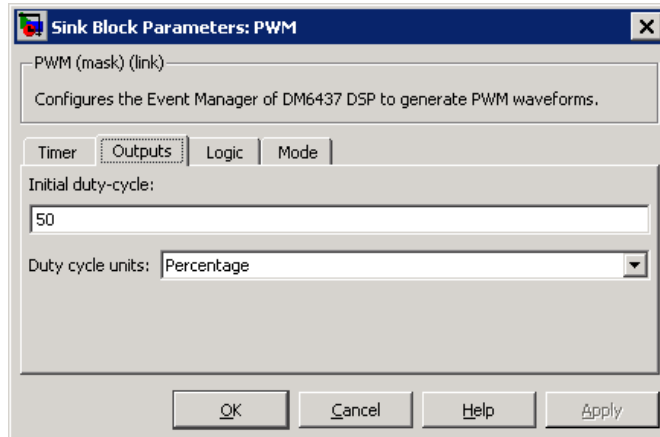 Sink Block Parameters: PWM
PWM (mask) (link)
Configures the Event Manager of DM6437 DSP to generate PWM waveforms.
Timer Outputs Logic Mode
Initial duty-cycle:
50
Duty cycle units: Percentage
OK Cancel Help Apply